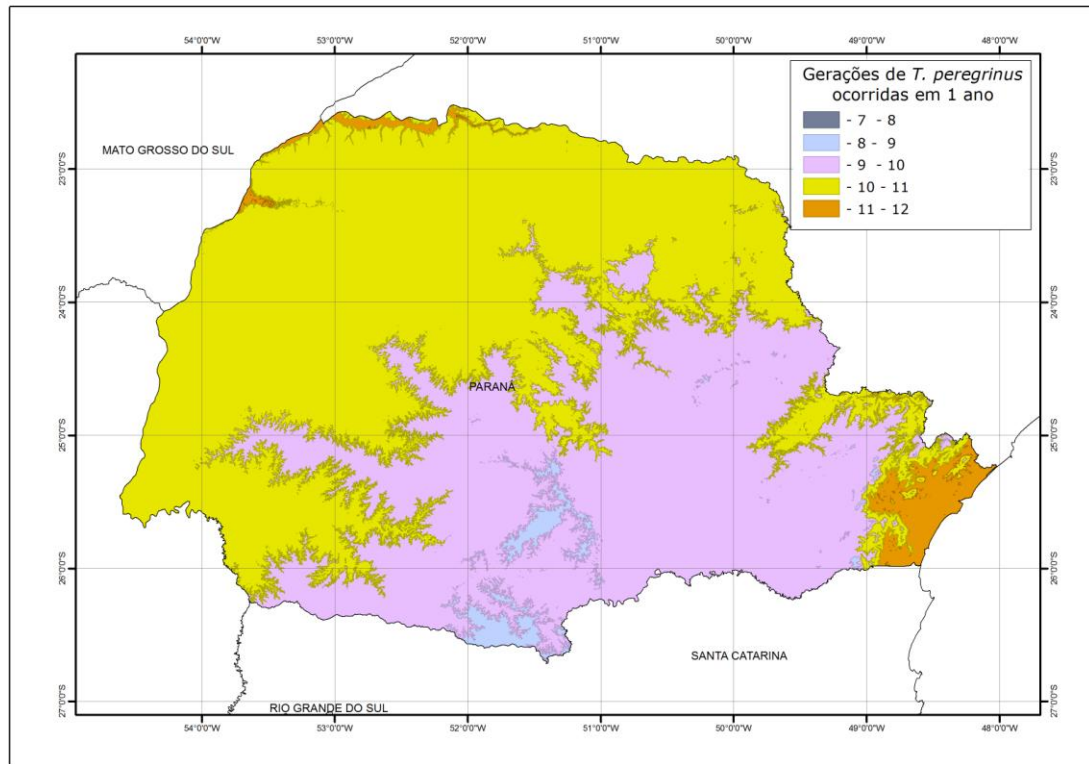 54°0'0"W 53°0'0"W 52°0'0"W 51°0'0"W 50°0'0"W 49°0'0"W 48°0'0"W
Gerações de T. peregrinus
ocorridas em 1 ano
- 7 - 8
- 8 - 9
- 9 - 10
- 10 - 11
- 11 - 12
MATO GROSSO DO SUL
23°0'0"S 23°0'0"S
24°0'0"S 24°0'0"S
PARANÁ
25°0'0"S 25°0'0"S
26°0'0"S 26°0'0"S
SANTA CATARINA
27°0'0"S 27°0'0"S
RIO GRANDE DO SUL
54°0'0"W 53°0'0"W 52°0'0"W 51°0'0"W 50°0'0"W 49°0'0"W 48°0'0"W